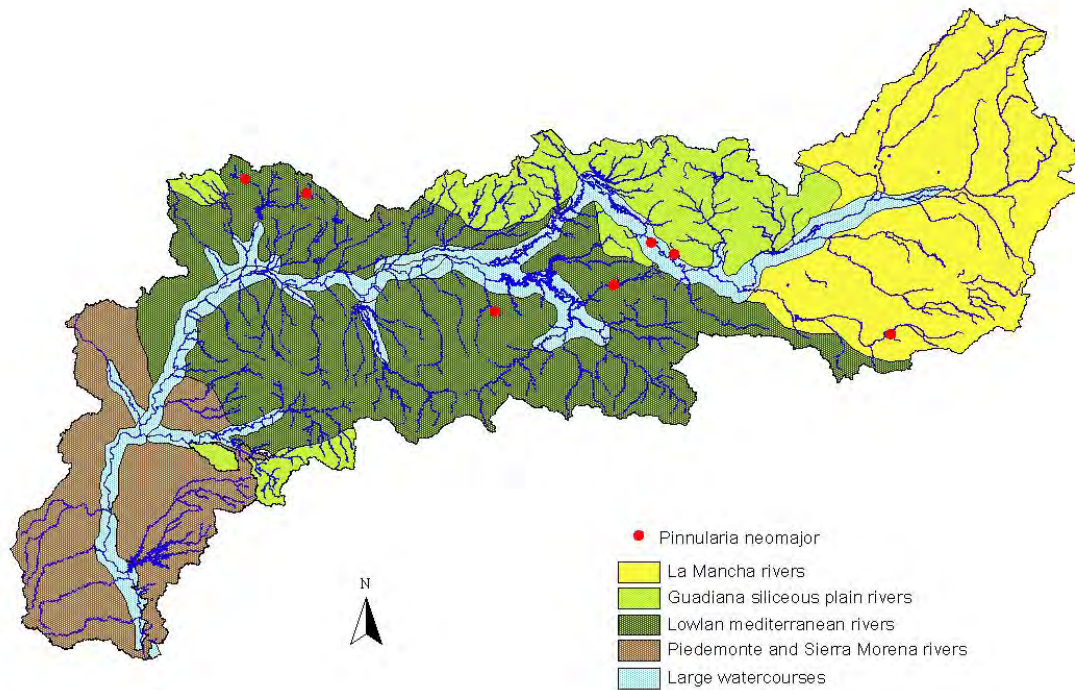 N
Pinnularia neomajor
La Mancha rivers
Guadiana siliceous plain rivers
Lowlan mediterranean rivers
Piedemonte and Sierra Morena rivers
Large watercourses